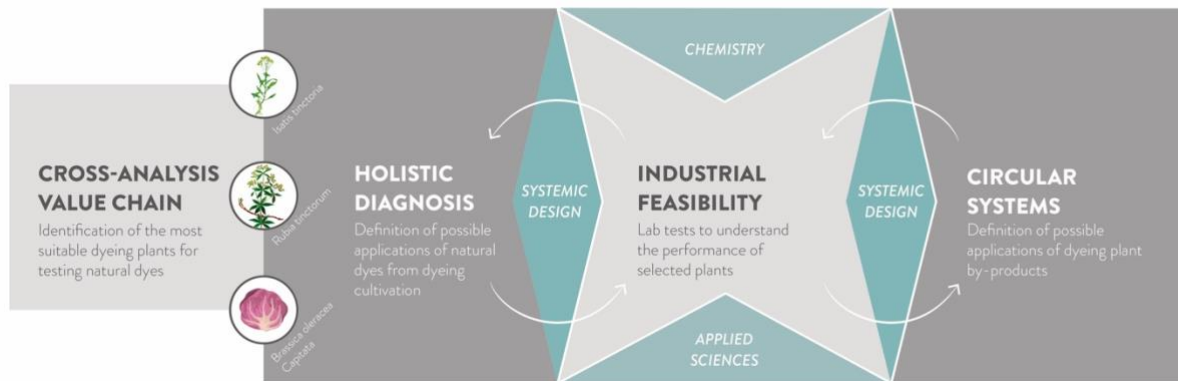 CROSS-ANALYSIS
VALUE CHAIN
Identification of the most
suitable dyeing plants for
testing natural dyes
Isatis tinctoria
Rubia tinctorum
Brassica oleracea
Capitata
HOLISTIC
DIAGNOSIS
Definition of possible
applications of natural
dyes from dyeing
cultivation
SYSTEMIC
DESIGN
CHEMISTRY
INDUSTRIAL
FEASIBILITY
Lab tests to understand
the performance of
selected plants
APPLIED
SCIENCES
SYSTEMIC
DESIGN
CIRCULAR
SYSTEMS
Definition of possible
applications of dyeing plant
by-products